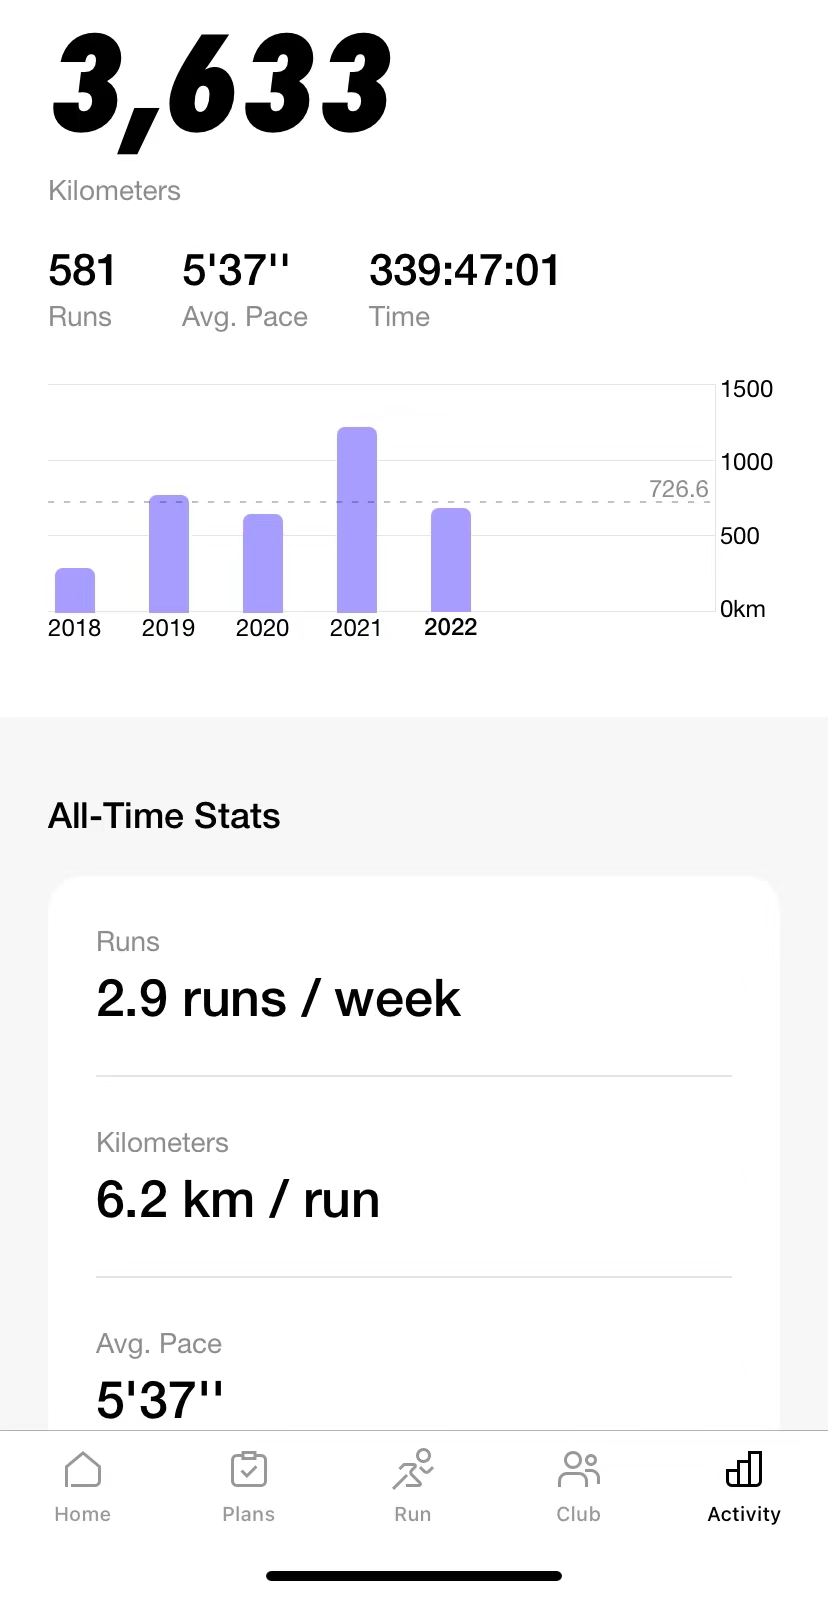 3,633
Kilometers
581 5'37'' 339:47:01
Runs Avg. Pace Time
1500
1000
726.6
500
0km
2018 2019 2020 2021 2022
All-Time Stats
Runs
2.9 runs / week
Kilometers
6.2 km / run
Avg. Pace
5'37''
Home Plans Run Club Activity